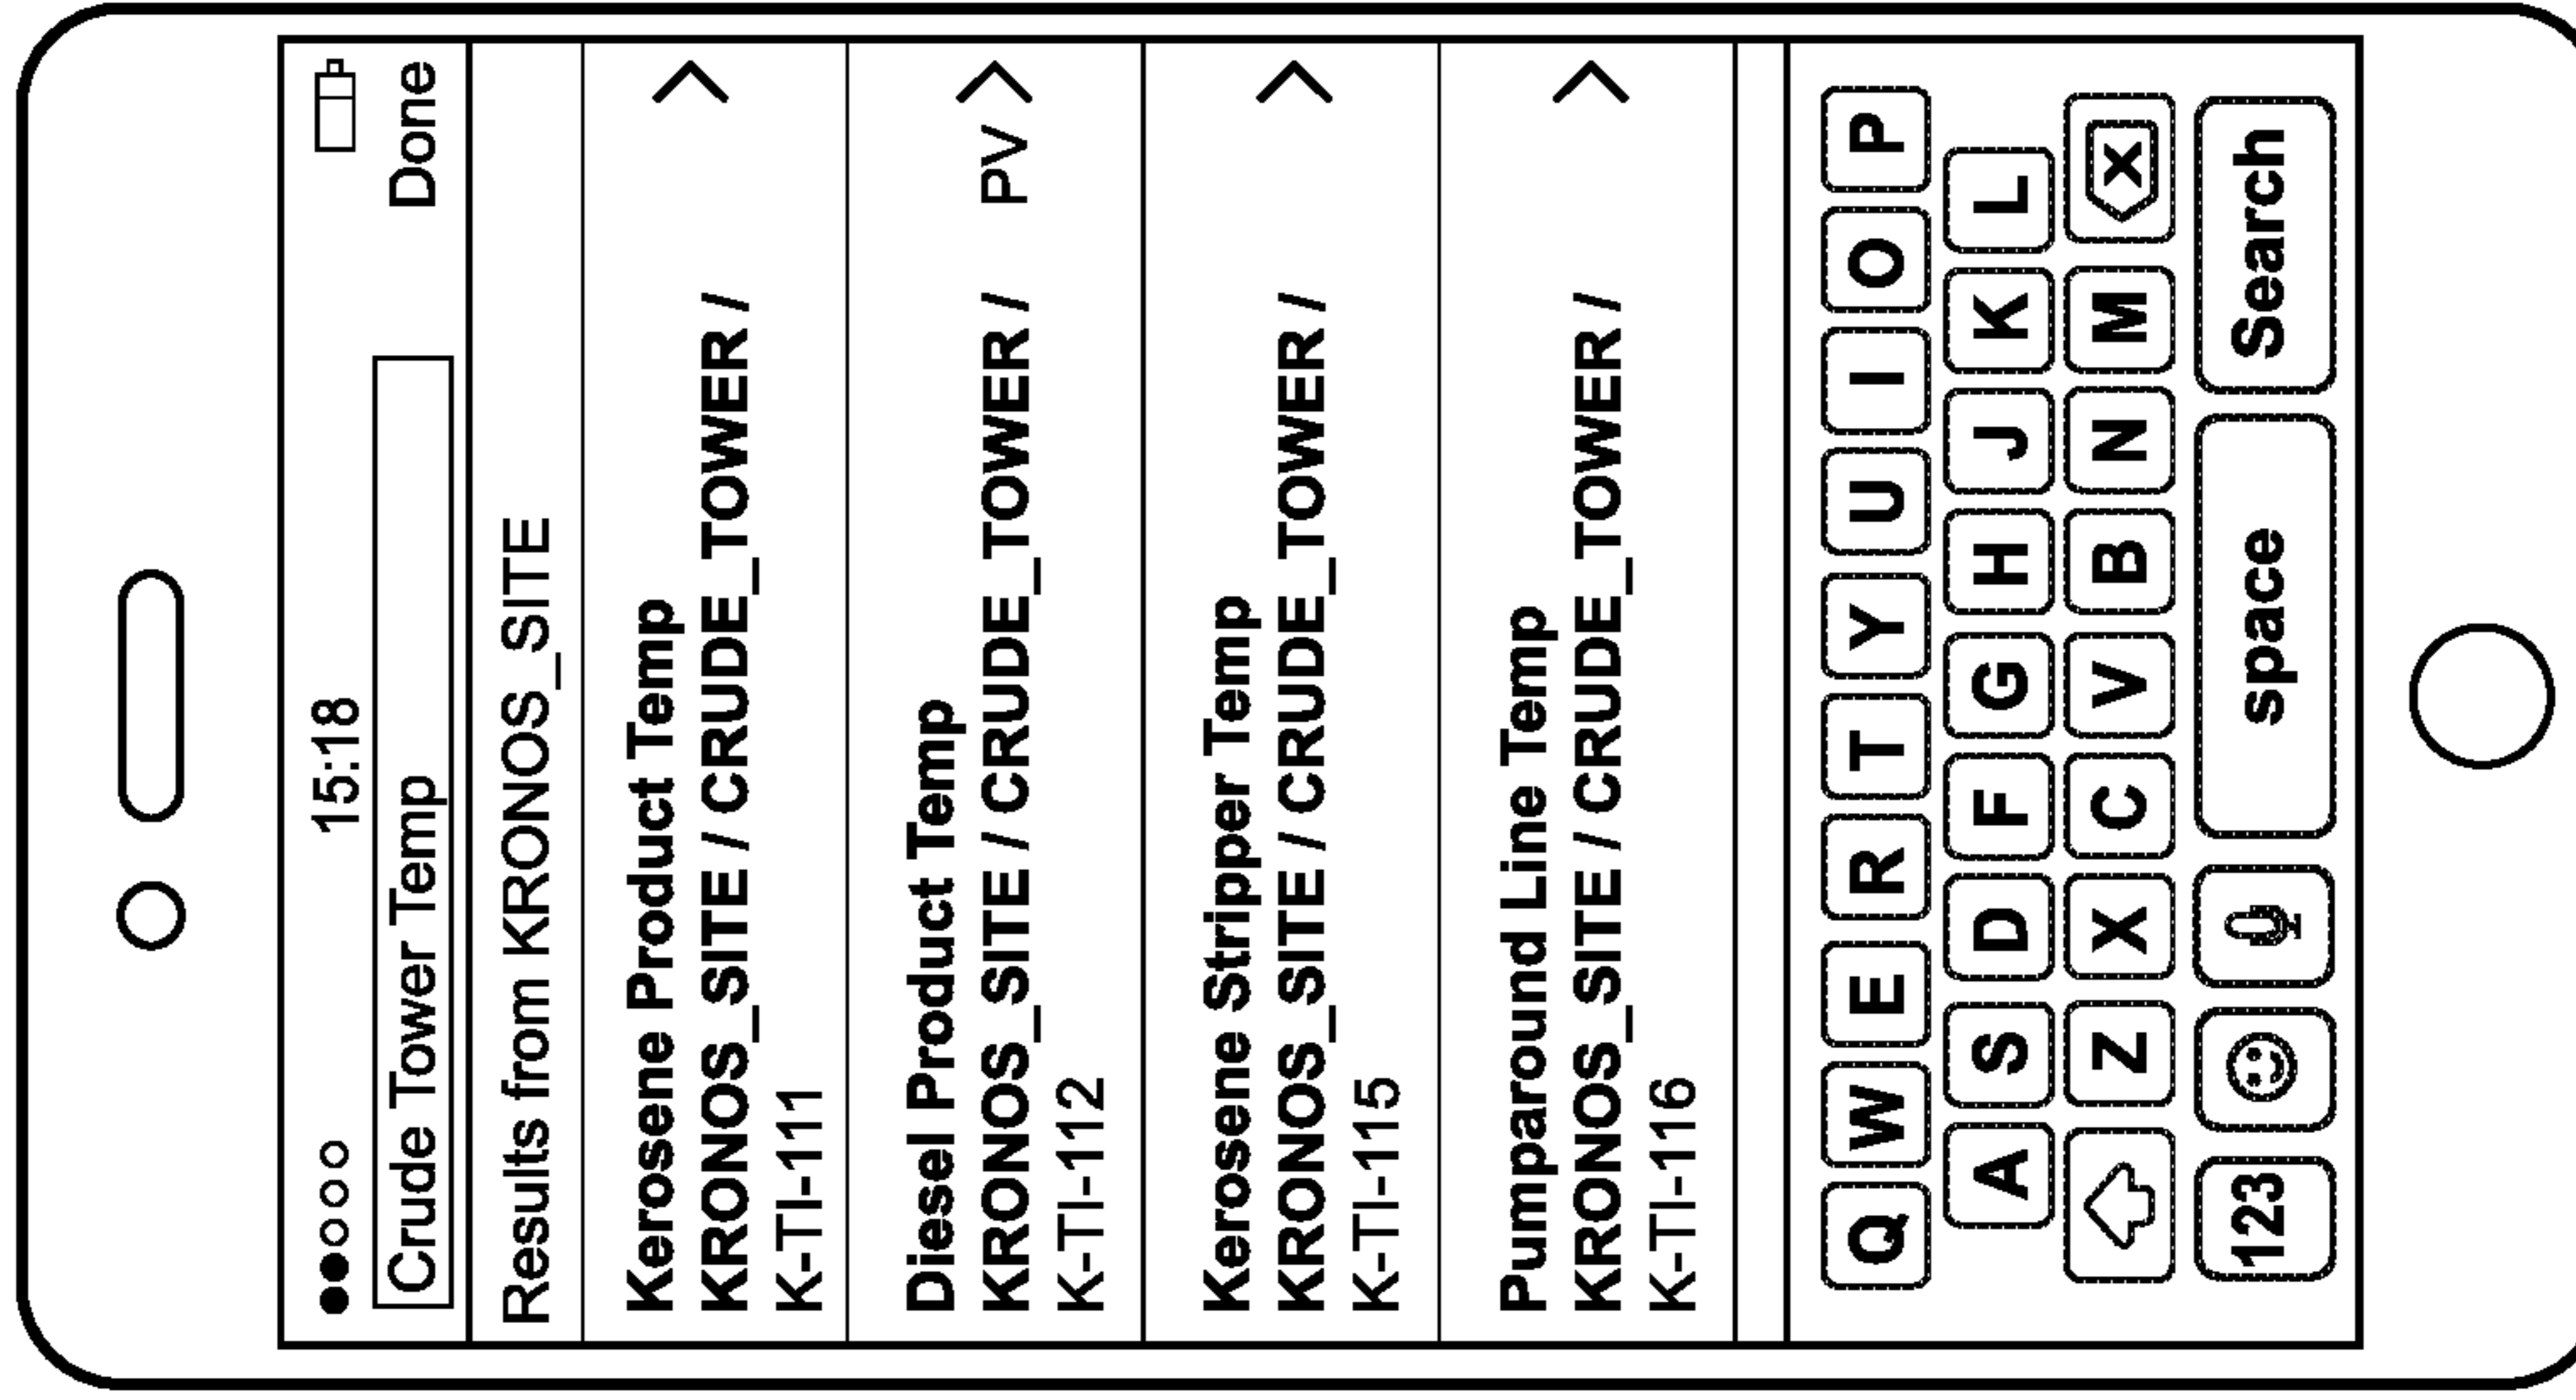 15:18
Crude Tower Temp Done
Results from KRONOS_SITE
Kerosene Product Temp
KRONOS_SITE / CRUDE_TOWER /
K-TI-111
Diesel Product Temp
KRONOS_SITE / CRUDE_TOWER / PV
K-TI-112
Kerosene Stripper Temp
KRONOS_SITE / CRUDE_TOWER /
K-TI-115
Pumparound Line Temp
KRONOS_SITE / CRUDE_TOWER /
K-TI-116
Q W E R T Y U I O P
A S D F G H J K L
Z X C V B N M
123 space Search